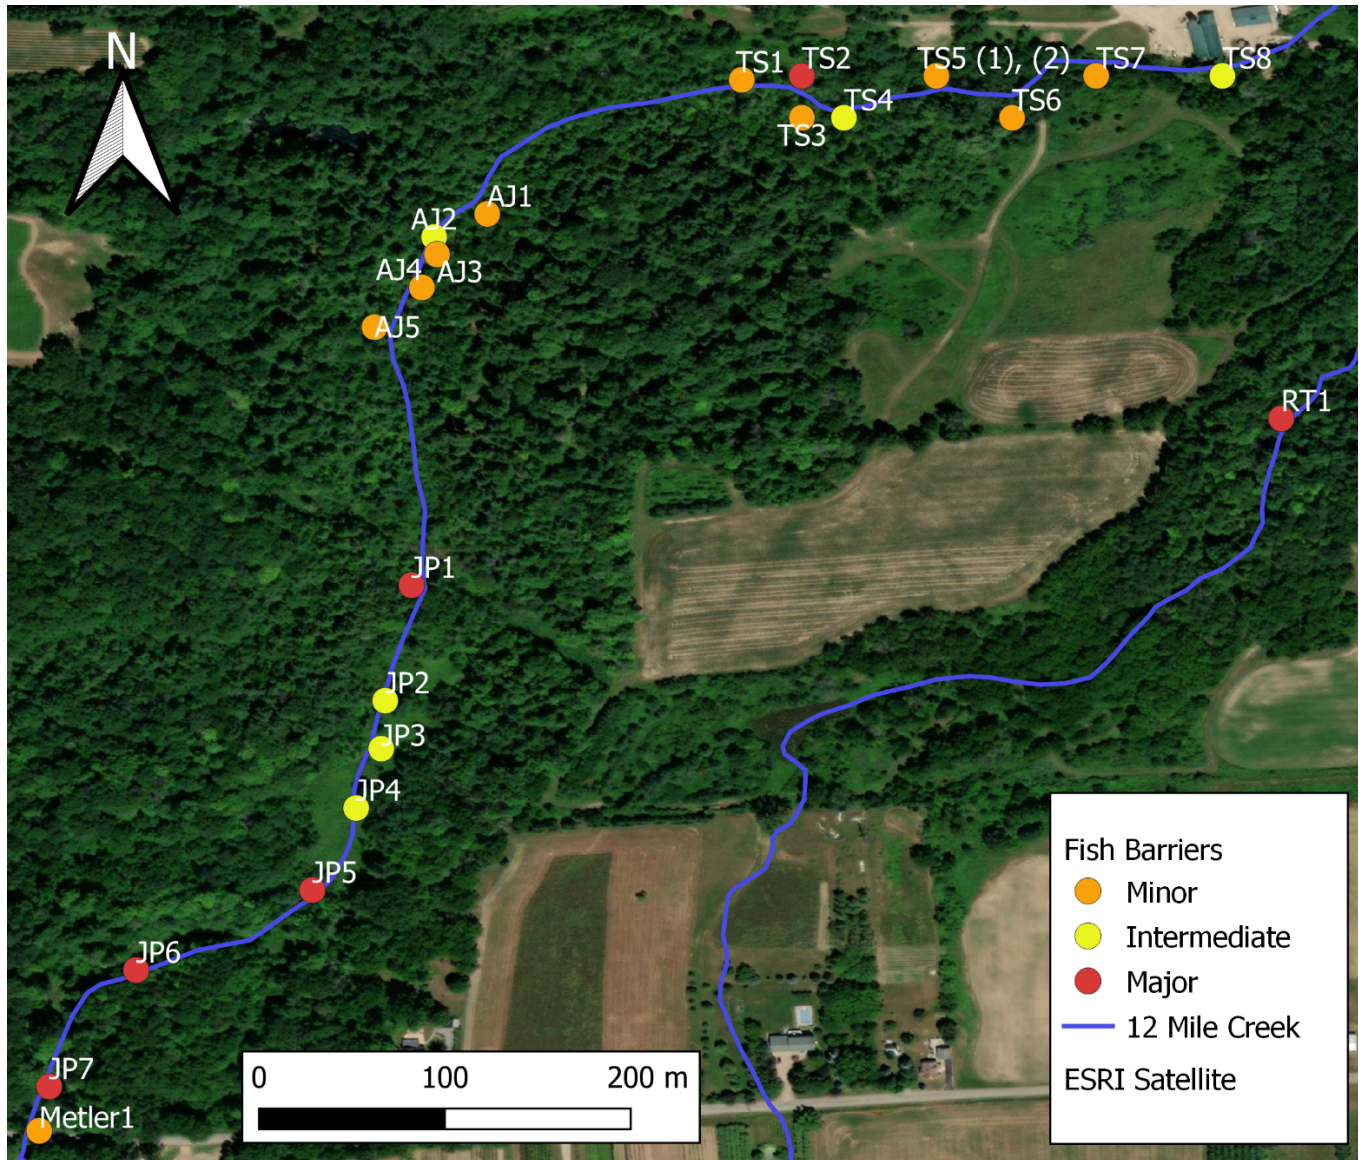 N
TS1
TS2
TS5 (1), (2)
TS7
TS8
TS3
TS4
TS6
AJ1
AJ2
AJ3
AJ4
AJ5
RT1
JP1
JP2
JP3
JP4
JP5
JP6
JP7
Metler1
0 100 200 m
Fish Barriers
Minor
Intermediate
Major
12 Mile Creek
ESRI Satellite